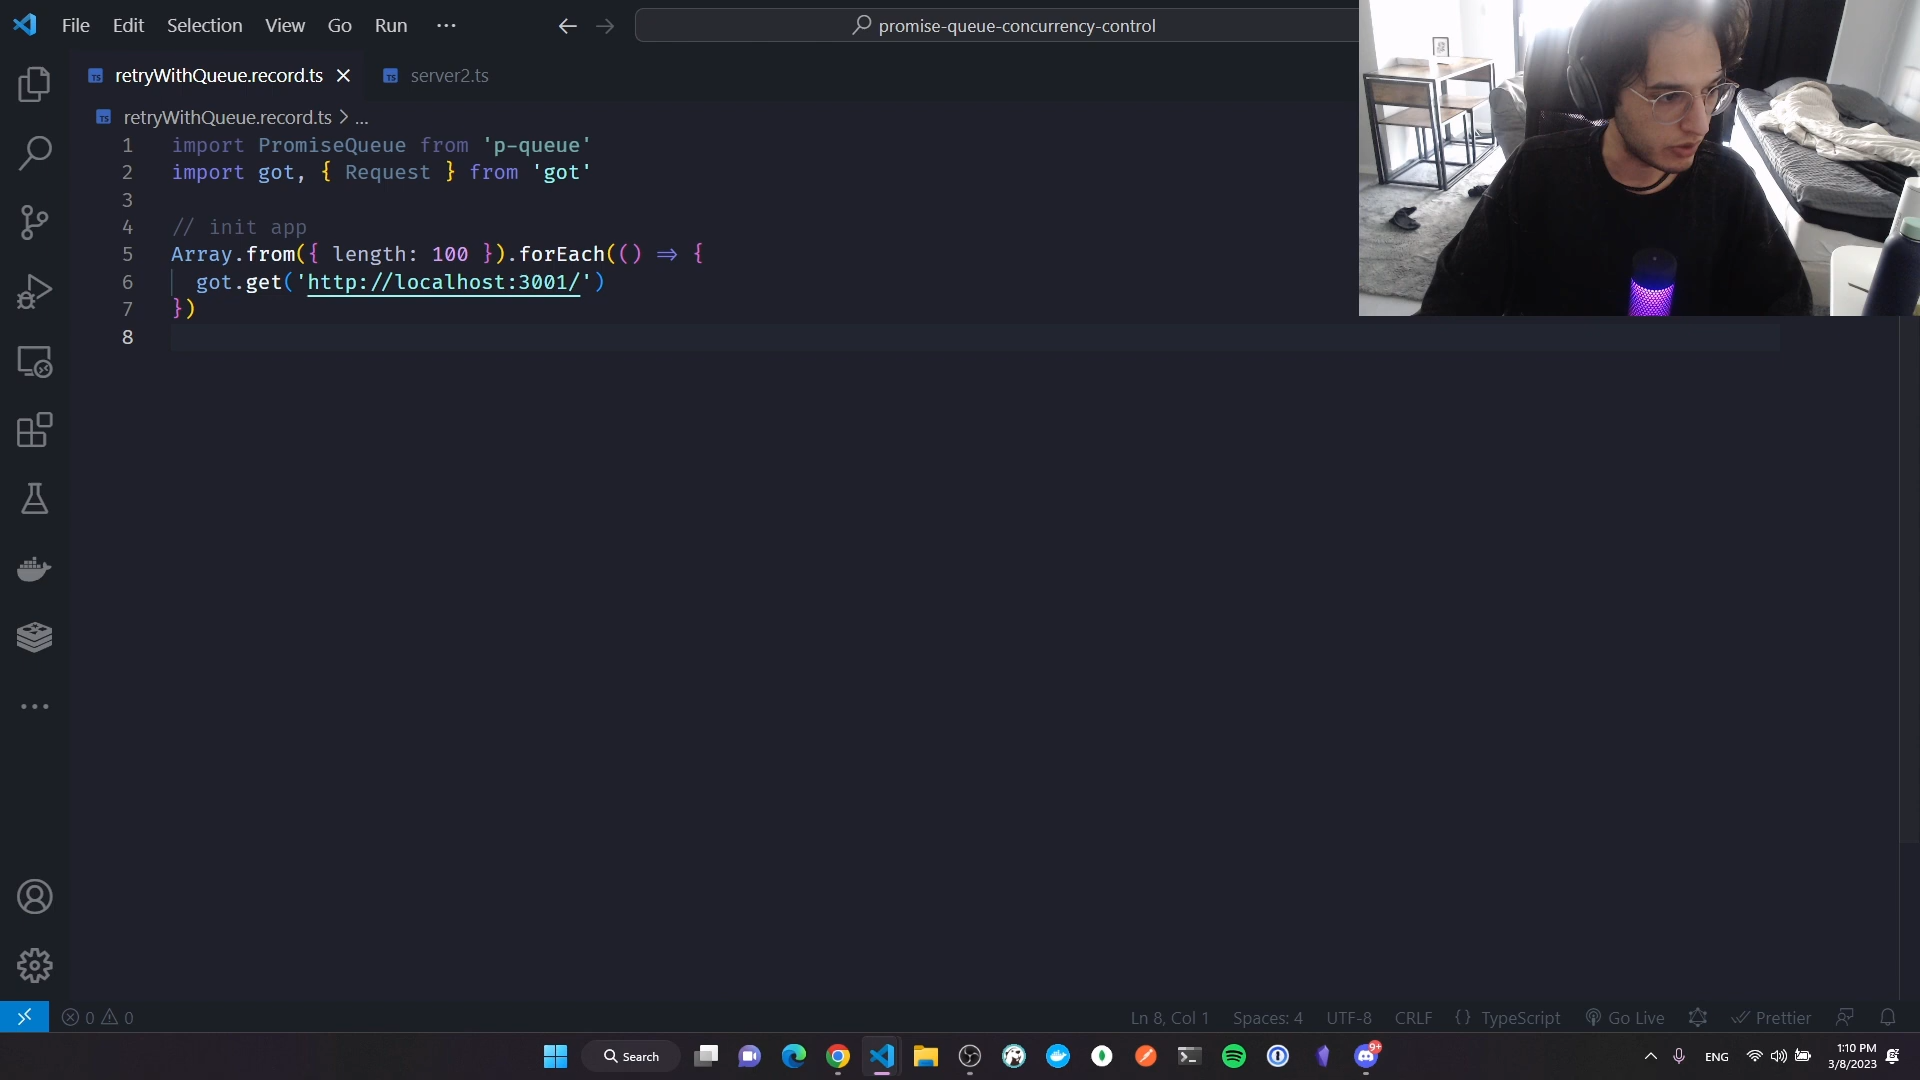 File Edit Selection View Go Run ...
promise-queue-concurrency-control
retryWithQueue.record.ts
server2.ts
retryWithQueue.record.ts > ...
1 import PromiseQueue from 'p-queue'
2 import got, { Request } from 'got'
3
4 // init app
5 Array.from({ length: 100 }).forEach(() => {
6 got.get('http://localhost:3001/')
7 })
8
0 0
Ln 8, Col 1 Spaces: 4 UTF-8 CRLF {} TypeScript Go Live Prettier
Search
9+
ENG
1:10 PM
3/8/2023